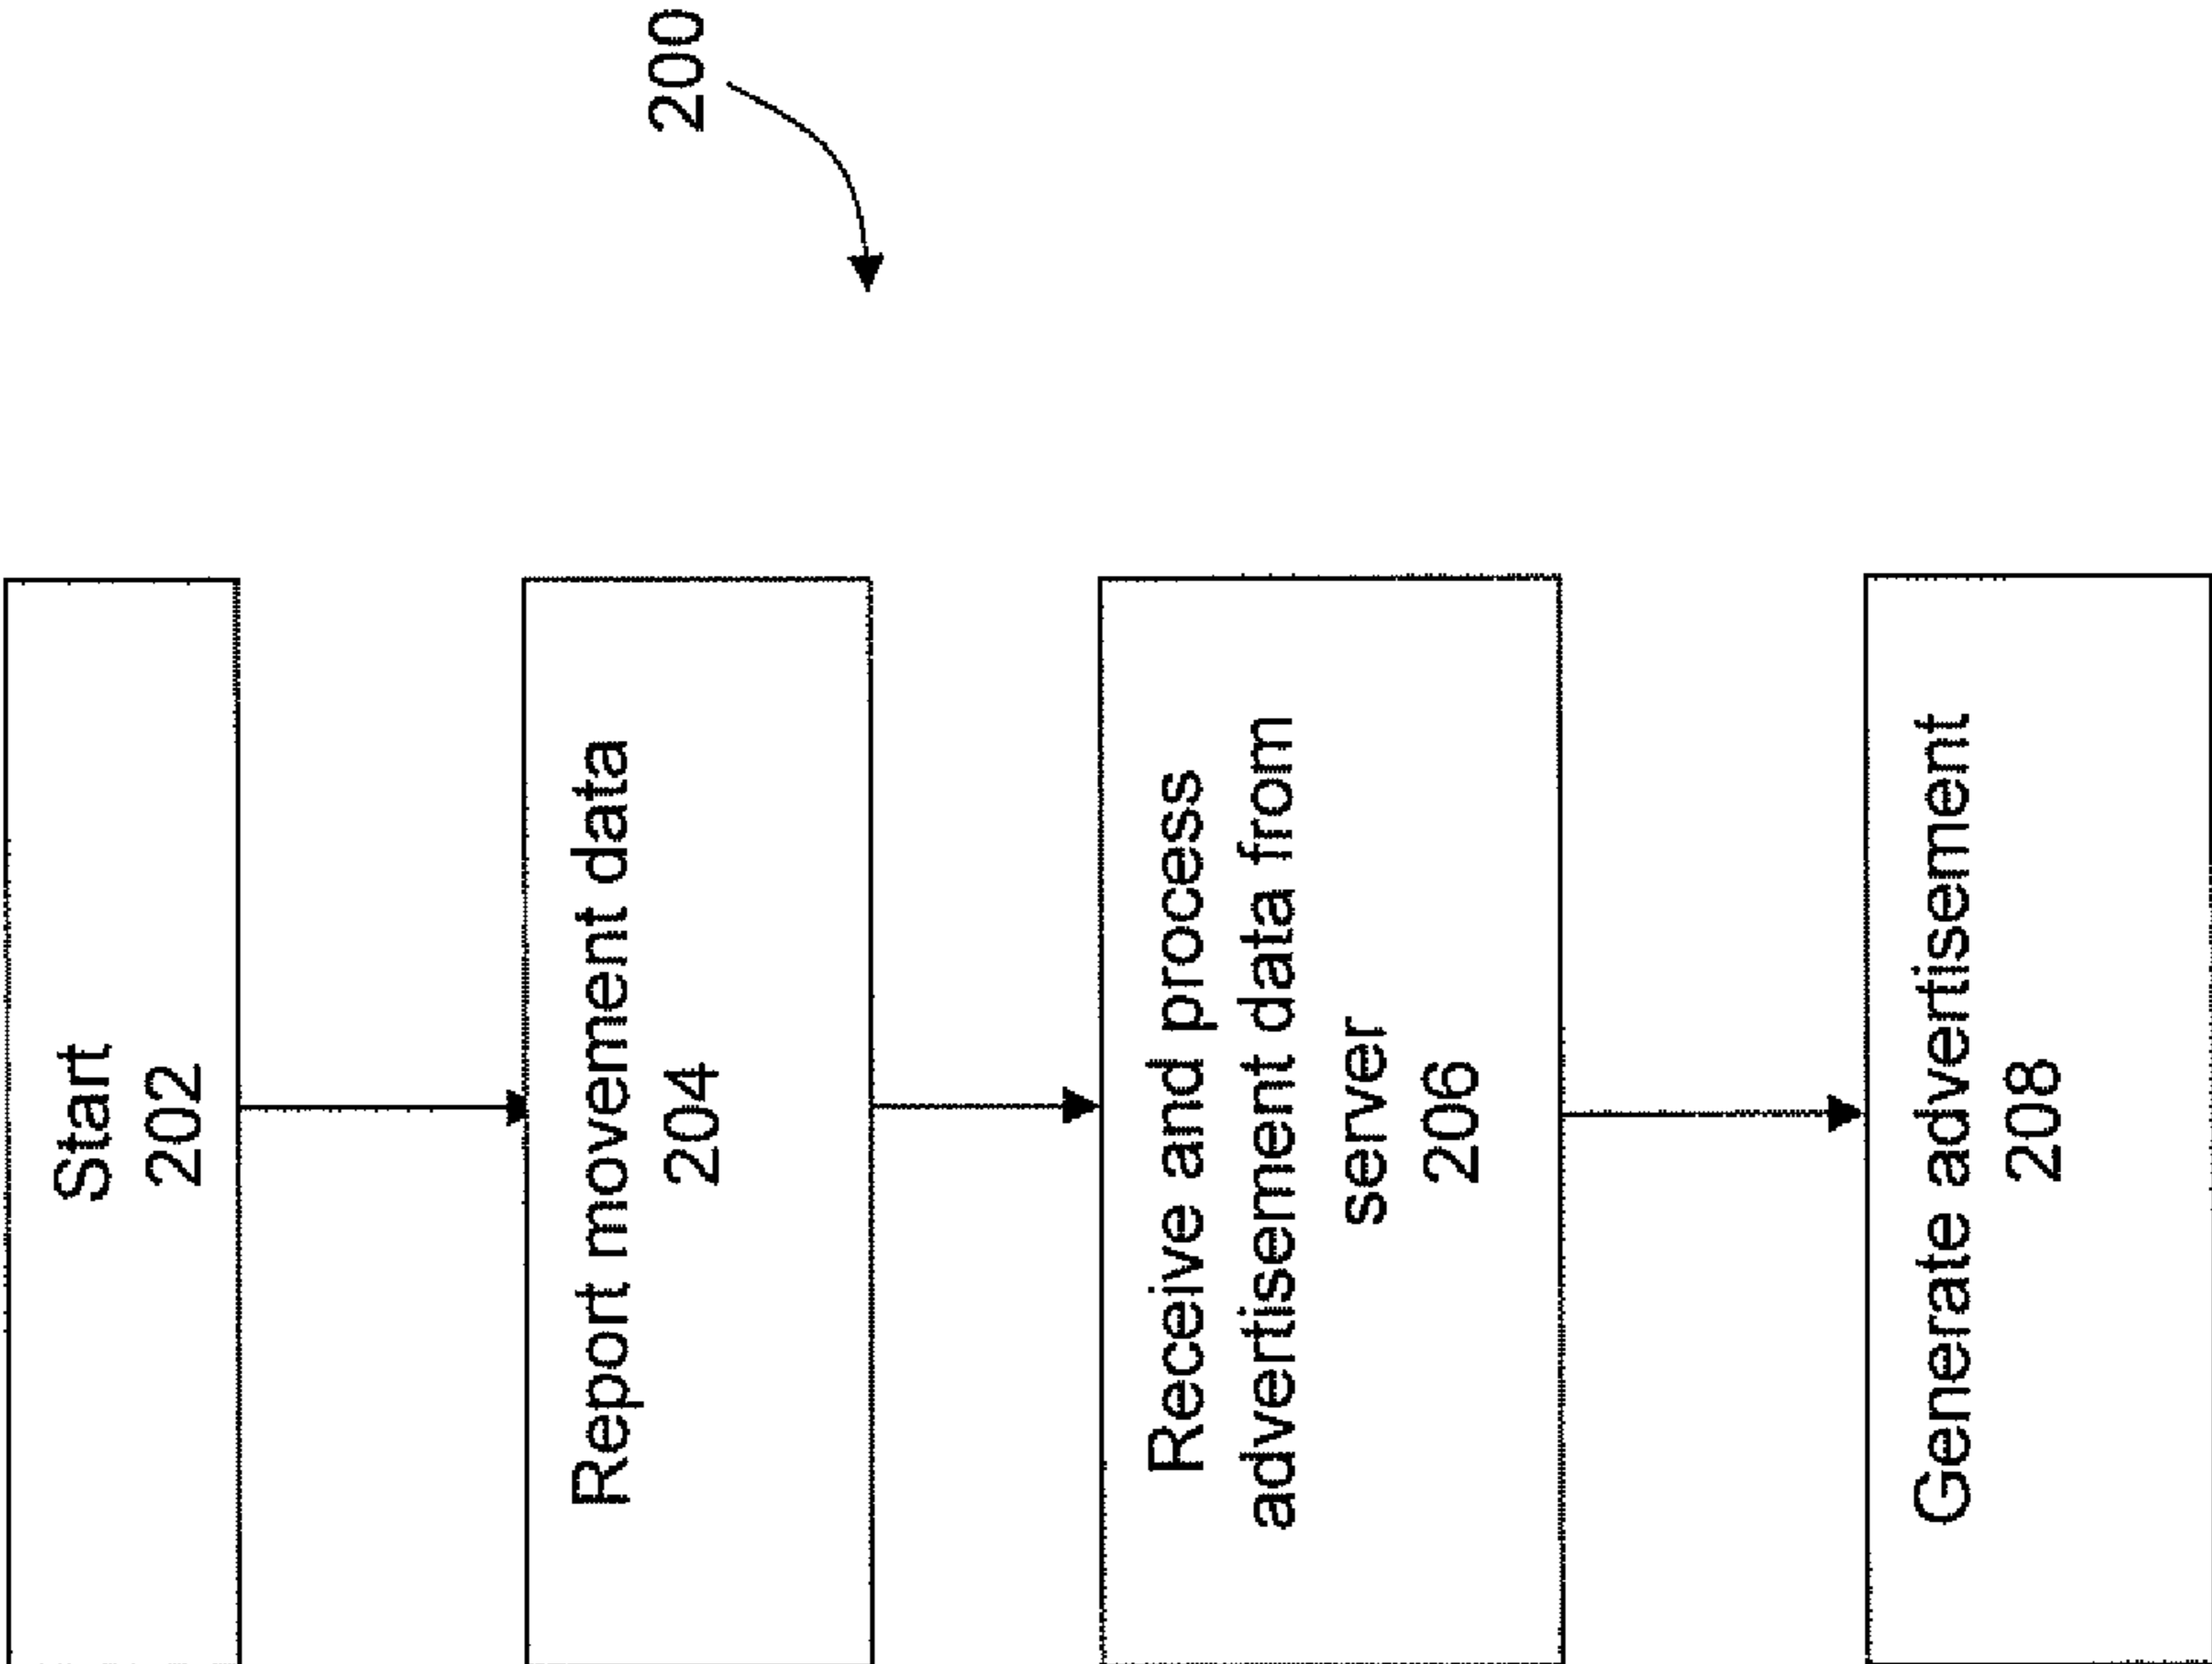 200
Start
202
Report movement data
204
Receive and process
advertisement data from
server
206
Generate advertisement
208